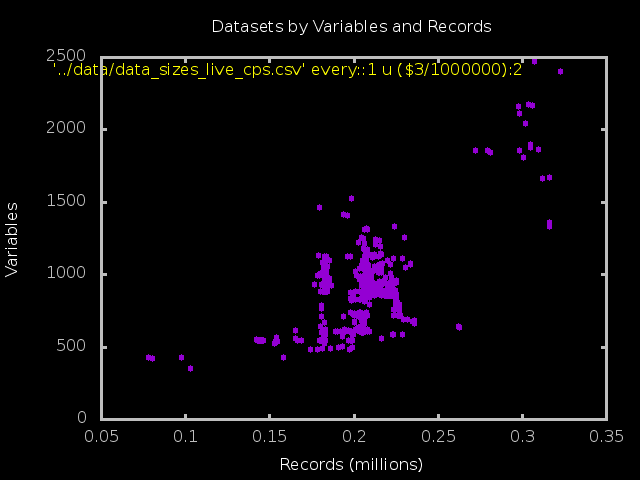 Datasets by Variables and Records
'../data/data_sizes_live_cps.csv' every::1 u ($3/1000000):2
2500
2000
1500
1000
500
0
Variables
0.05 0.1 0.15 0.2 0.25 0.3 0.35
Records (millions)